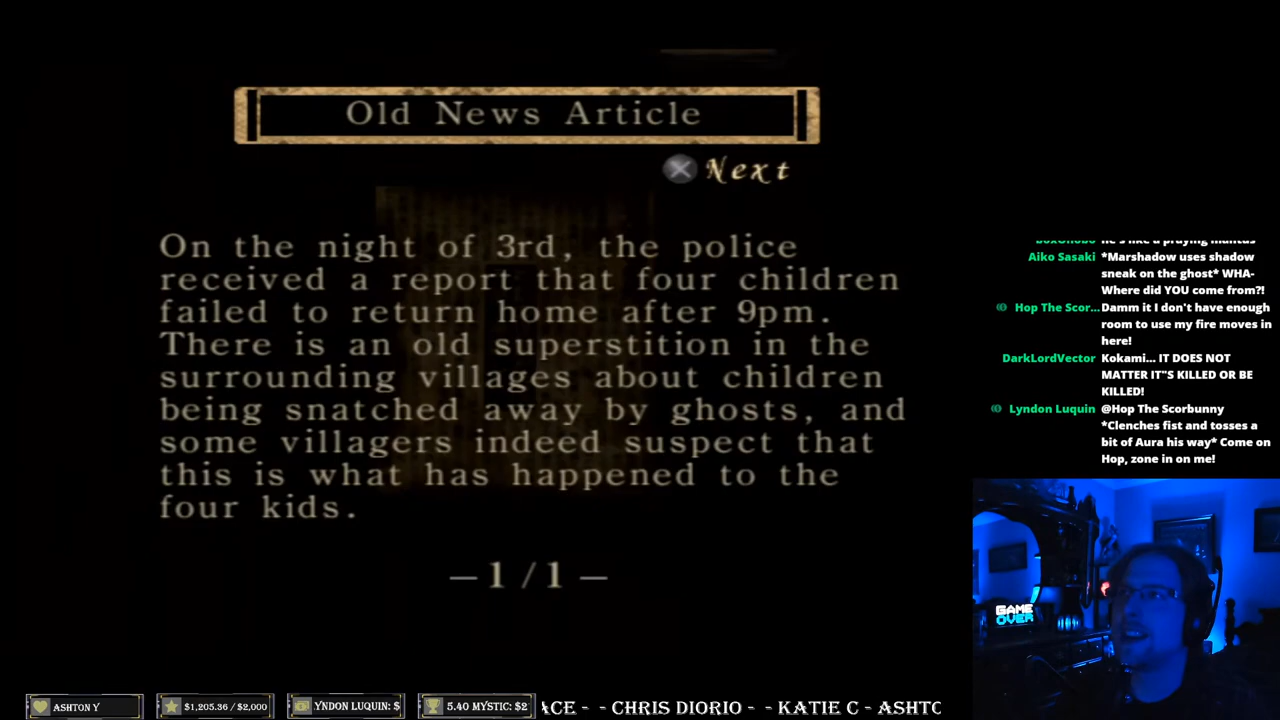 Old News Article
Next
On the night of 3rd, the police
received a report that four children
failed to return home after 9pm.
There is an old superstition in the
surrounding villages about children
being snatched away by ghosts, and
some villagers indeed suspect that
this is what has happened to the
four kids.
—1/1—
he's like a praying mantus
Aiko Sasaki *Marshadow uses shadow
sneak on the ghost* WHA-
Where did YOU come from?!
Hop The Scor... Damm it I don't have enough
room to use my fire moves in
here!
DarkLordVector Kokami... IT DOES NOT
MATTER IT"S KILLED OR BE
KILLED!
Lyndon Luquin @Hop The Scorbunny
*Clenches fist and tosses a
bit of Aura his way* Come on
Hop, zone in on me!
GAME
OVER
ASHTON Y
$1,205.36 / $2,000
YNDON LUQUIN: $
5.40 MYSTIC: $2
ACE - - CHRIS DIORIO - - KATIE C - ASHTO